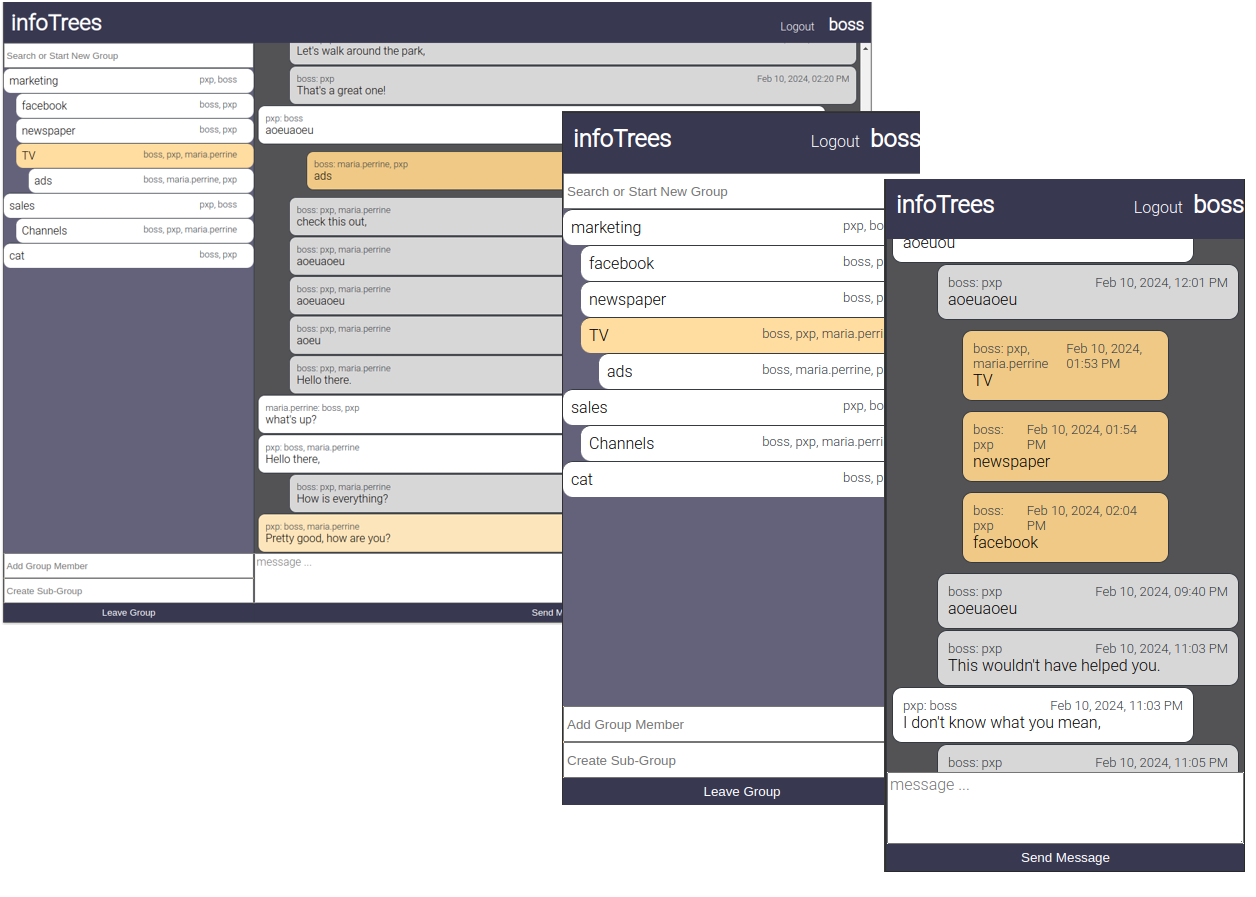 infoTrees
Logout boss
Search or Start New Group
marketing pxp, boss
facebook boss, pxp
newspaper boss, pxp
TV boss, pxp, maria.perrine
ads boss, maria.perrine, pxp
sales pxp, boss
Channels boss, pxp, maria.perrine
cat boss, pxp
Add Group Member
Create Sub-Group
Leave Group
Let's walk around the park,
boss: pxp Feb 10, 2024, 02:20 PM
That's a great one!
pxp: boss
aoeuaoeu
boss: maria.perrine, pxp
ads
boss: pxp, maria.perrine
check this out,
boss: pxp, maria.perrine
aoeuaoeu
boss: pxp, maria.perrine
aoeuaoeu
boss: pxp, maria.perrine
aoeu
boss: pxp, maria.perrine
Hello there.
maria.perrine: boss, pxp
what's up?
pxp: boss, maria.perrine
Hello there,
boss: pxp, maria.perrine
How is everything?
pxp: boss, maria.perrine
Pretty good, how are you?
message ...
Send M
infoTrees
Logout boss
Search or Start New Group
marketing pxp, bo
facebook boss, p
newspaper boss, p
TV boss, pxp, maria.perri
ads boss, maria.perrine, p
sales pxp, bo
Channels boss, pxp, maria.perri
cat boss, p
Add Group Member
Create Sub-Group
Leave Group
infoTrees
Logout boss
aoeuou
boss: pxp Feb 10, 2024, 12:01 PM
aoeuaoeu
boss: pxp, Feb 10, 2024,
maria.perrine 01:53 PM
TV
boss: Feb 10, 2024, 01:54
pxp PM
newspaper
boss: Feb 10, 2024, 02:04
pxp PM
facebook
boss: pxp Feb 10, 2024, 09:40 PM
aoeuaoeu
boss: pxp Feb 10, 2024, 11:03 PM
This wouldn't have helped you.
pxp: boss Feb 10, 2024, 11:03 PM
I don't know what you mean,
boss: pxp Feb 10, 2024, 11:05 PM
message ...
Send Message